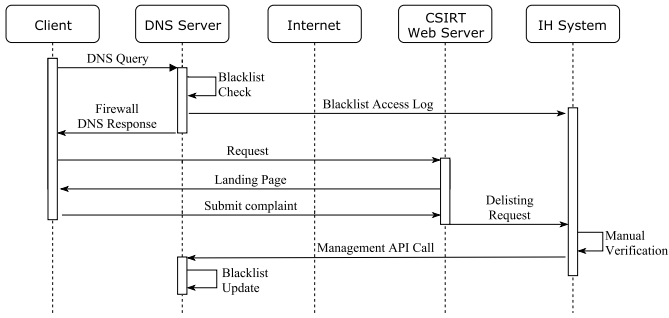 Client
DNS Server
Internet
CSIRT
Web Server
IH System
DNS Query
Blacklist
Check
Blacklist Access Log
Firewall
DNS Response
Request
Landing Page
Submit complaint
Delisting
Request
Manual
Verification
Management API Call
Blacklist
Update